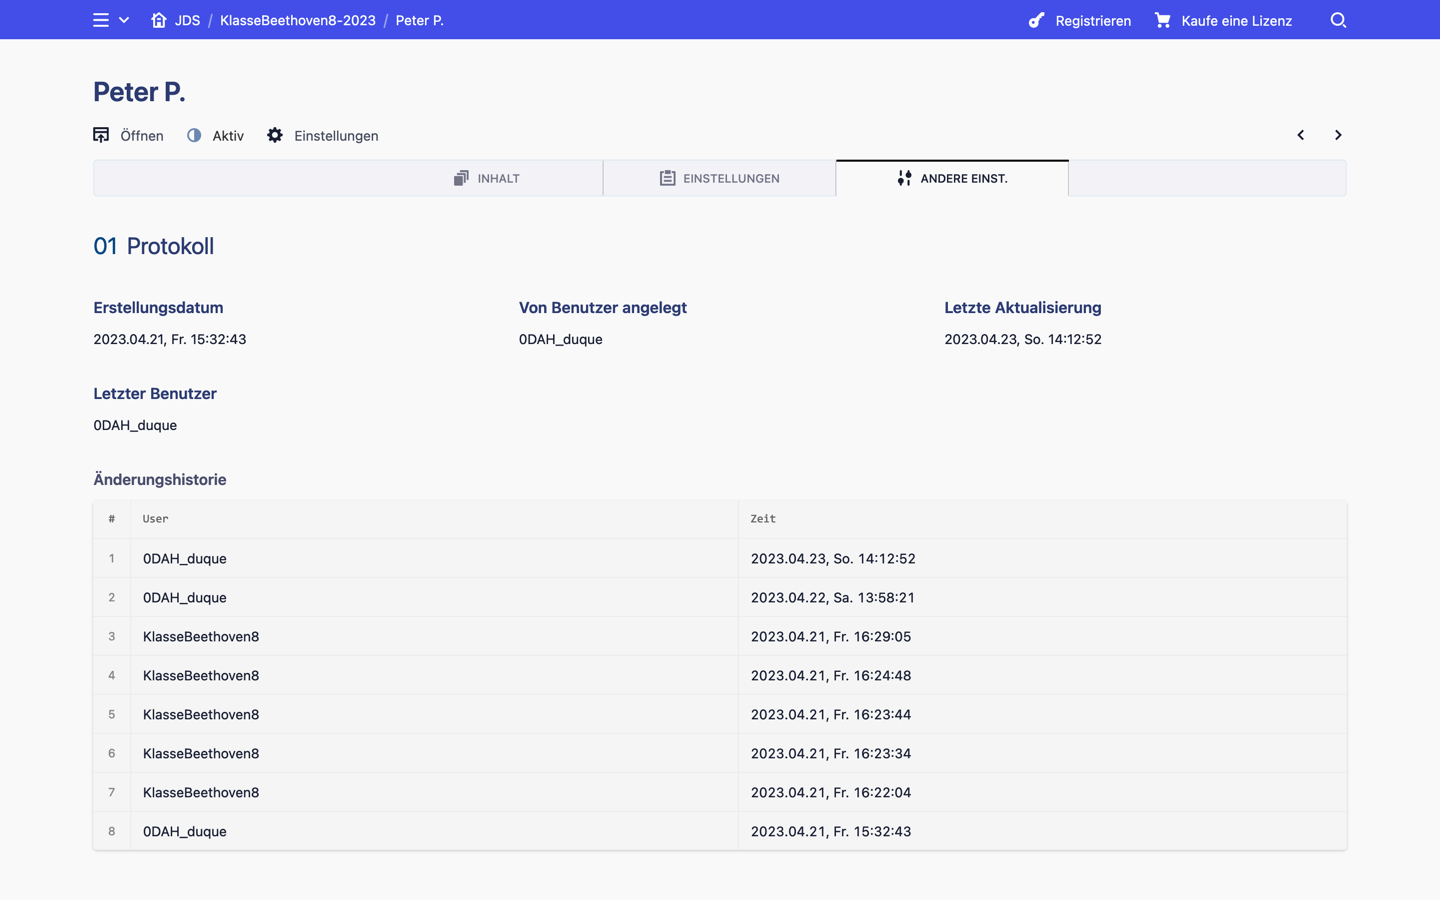 JDS / KlasseBeethoven8-2023 / Peter P.
Registrieren
Kaufe eine Lizenz
Peter P.
Öffnen
Aktiv
Einstellungen
INHALT
EINSTELLUNGEN
ANDERE EINST.
01 Protokoll
Erstellungsdatum
2023.04.21, Fr. 15:32:43
Von Benutzer angelegt
0DAH_duque
Letzte Aktualisierung
2023.04.23, So. 14:12:52
Letzter Benutzer
0DAH_duque
Änderungshistorie
# User Zeit
1 0DAH_duque 2023.04.23, So. 14:12:52
2 0DAH_duque 2023.04.22, Sa. 13:58:21
3 KlasseBeethoven8 2023.04.21, Fr. 16:29:05
4 KlasseBeethoven8 2023.04.21, Fr. 16:24:48
5 KlasseBeethoven8 2023.04.21, Fr. 16:23:44
6 KlasseBeethoven8 2023.04.21, Fr. 16:23:34
7 KlasseBeethoven8 2023.04.21, Fr. 16:22:04
8 0DAH_duque 2023.04.21, Fr. 15:32:43